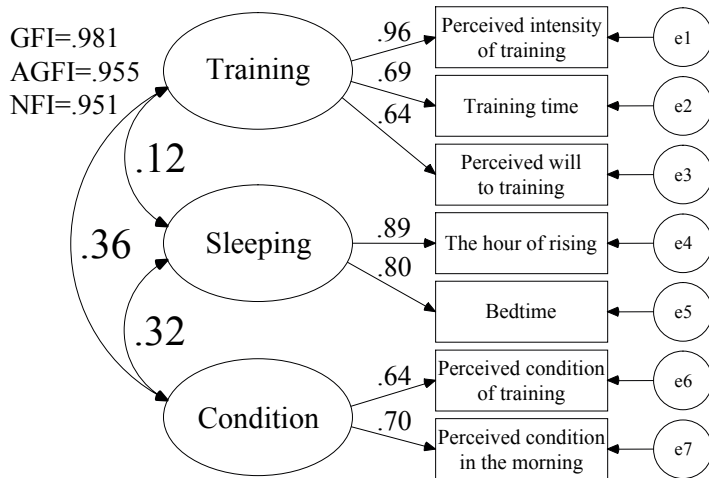 GFI=.981
AGFI=.955
NFI=.951
Training
.12
.36
Sleeping
.32
Condition
.96
Perceived intensity
of training
e1
.69
Training time
e2
.64
Perceived will
to training
e3
.89
The hour of rising
e4
.80
Bedtime
e5
.64
Perceived condition
of training
e6
.70
Perceived condition
in the morning
e7